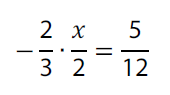 −2/3 · x/2 = 5/12